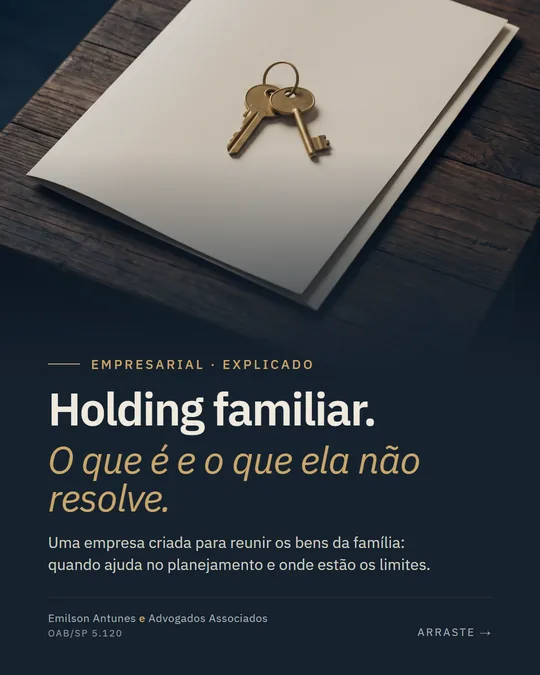 EMPRESARIAL · EXPLICADO
Holding familiar.
O que é e o que ela não
resolve.
Uma empresa criada para reunir os bens da família:
quando ajuda no planejamento e onde estão os limites.
Emilson Antunes e Advogados Associados
OAB/SP 5.120
ARRASTE →